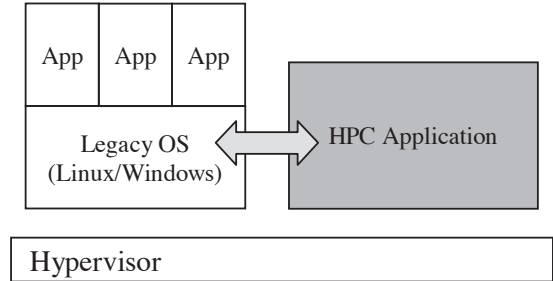 App App App
Legacy OS
(Linux/Windows)
HPC Application
Hypervisor